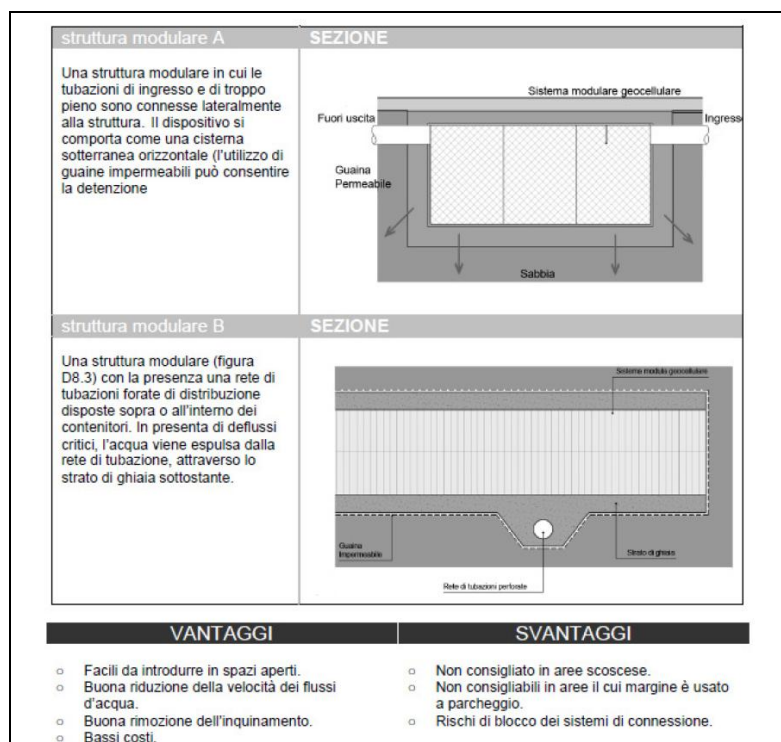 struttura modulare A
SEZIONE
Una struttura modulare in cui le
tubazioni di ingresso e di troppo
pieno sono connesse lateralmente
alla struttura. Il dispositivo si
comporta come una cisterna
sotterranea orizzontale (l'utilizzo di
guaine impermeabili può consentire
la detenzione
Sistema modulare geocellulare
Fuori uscita
Ingresso
Guaina
Permeabile
Sabbia
struttura modulare B
SEZIONE
Una struttura modulare (figura
D8.3) con la presenza una rete di
tubazioni forate di distribuzione
disposte sopra o all'interno dei
contenitori. In presenta di deflussi
critici, l'acqua viene espulsa dalla
rete di tubazione, attraverso lo
strato di ghiaia sottostante.
Sistema modula geocellulare
Guaina
Impermeabile
Strato di ghiaia
Rete di tubazioni perforate
VANTAGGI
○ Facili da introdurre in spazi aperti.
○ Buona riduzione della velocità dei flussi
d'acqua.
○ Buona rimozione dell'inquinamento.
○ Bassi costi.
SVANTAGGI
○ Non consigliato in aree scoscese.
○ Non consigliabili in aree il cui margine è usato
a parcheggio.
○ Rischi di blocco dei sistemi di connessione.